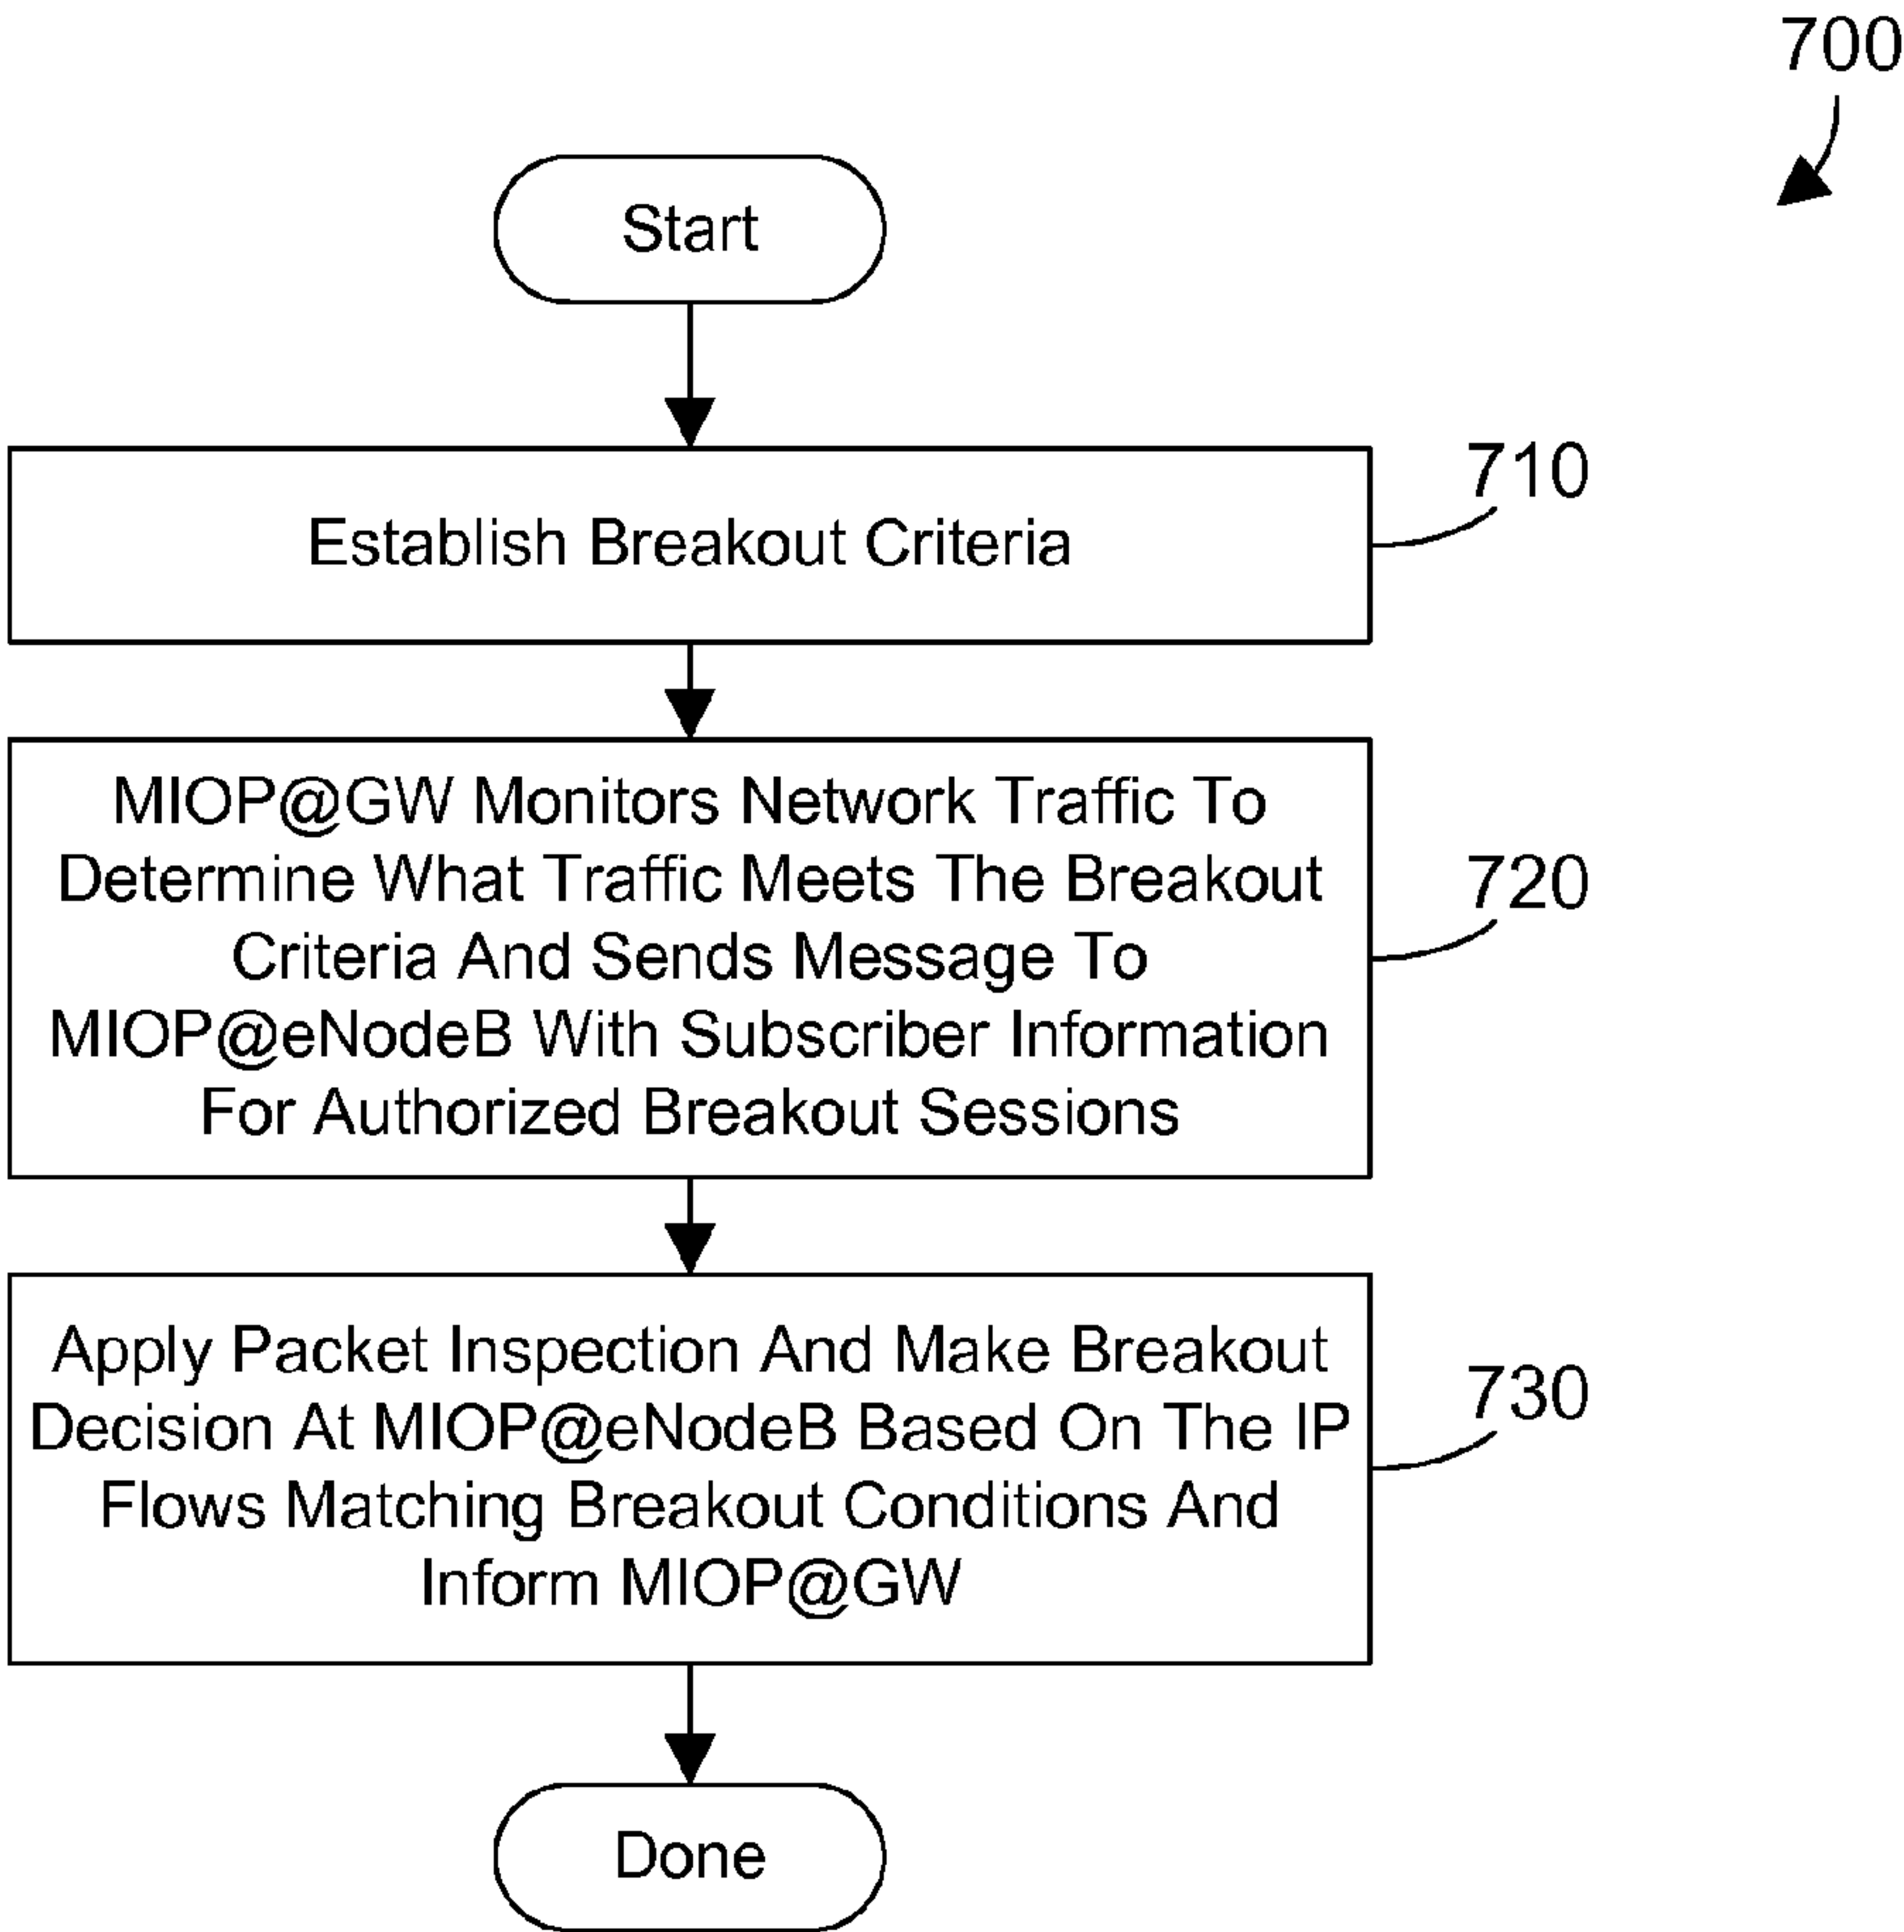 700
Start
Establish Breakout Criteria
710
MIOP@GW Monitors Network Traffic To
Determine What Traffic Meets The Breakout
Criteria And Sends Message To
MIOP@eNodeB With Subscriber Information
For Authorized Breakout Sessions
720
Apply Packet Inspection And Make Breakout
Decision At MIOP@eNodeB Based On The IP
Flows Matching Breakout Conditions And
Inform MIOP@GW
730
Done